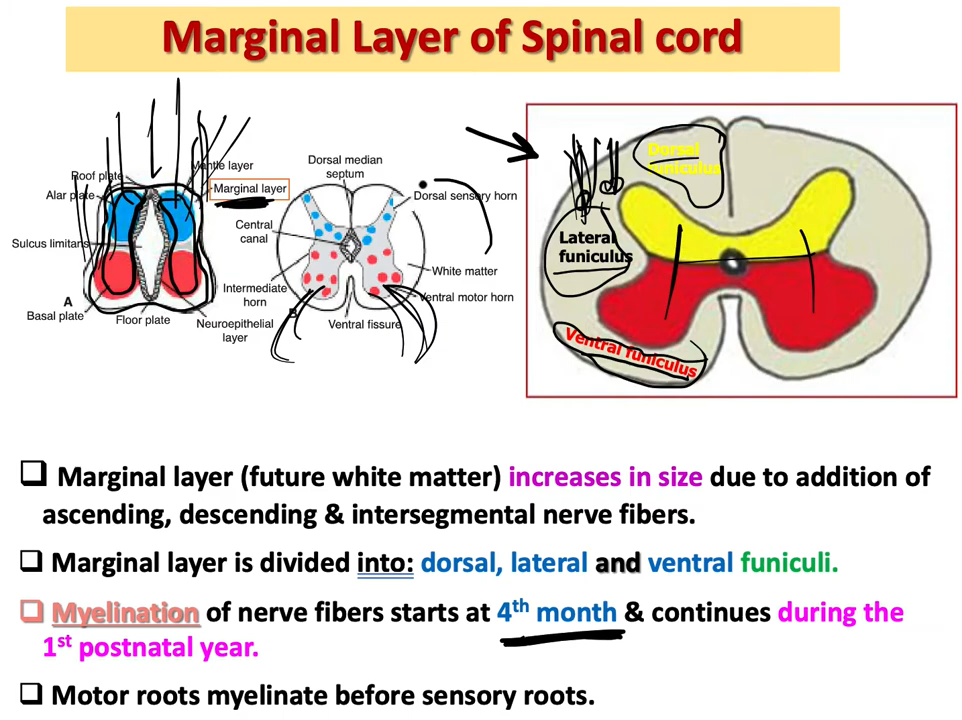 Marginal Layer of Spinal cord
Roof plate
Mantle layer
Alar plate
Marginal layer
Sulcus limitans
A
Basal plate
Floor plate
Neuroepithelial
layer
Dorsal median
septum
Dorsal sensory horn
Central
canal
White matter
Intermediate
horn
Ventral motor horn
B
Ventral fissure
Dorsal
funiculus
Lateral
funiculus
Ventral funiculus
❑ Marginal layer (future white matter) increases in size due to addition of
ascending, descending & intersegmental nerve fibers.
❑ Marginal layer is divided into: dorsal, lateral and ventral funiculi.
❑ Myelination of nerve fibers starts at 4th month & continues during the
1st postnatal year.
❑ Motor roots myelinate before sensory roots.